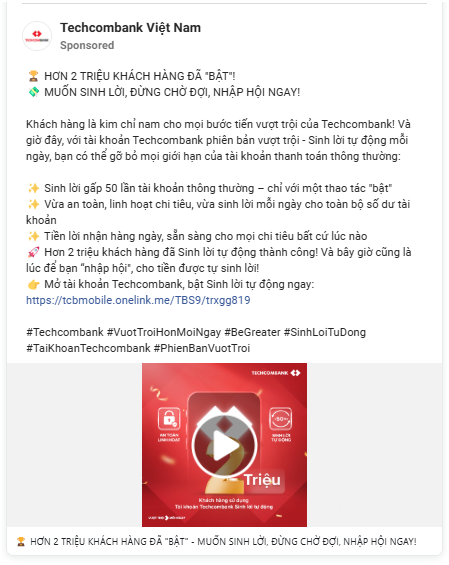 Techcombank Việt Nam
Sponsored
🏆 HƠN 2 TRIỆU KHÁCH HÀNG ĐÃ "BẬT"!
💸 MUỐN SINH LỜI, ĐỪNG CHỜ ĐỢI, NHẬP HỘI NGAY!
Khách hàng là kim chỉ nam cho mọi bước tiến vượt trội của Techcombank! Và
giờ đây, với tài khoản Techcombank phiên bản vượt trội - Sinh lời tự động mỗi
ngày, bạn có thể gỡ bỏ mọi giới hạn của tài khoản thanh toán thông thường:
✨ Sinh lời gấp 50 lần tài khoản thông thường – chỉ với một thao tác "bật"
✨ Vừa an toàn, linh hoạt chi tiêu, vừa sinh lời mỗi ngày cho toàn bộ số dư tài
khoản
✨ Tiền lời nhận hàng ngày, sẵn sàng cho mọi chi tiêu bất cứ lúc nào
🚀 Hơn 2 triệu khách hàng đã Sinh lời tự động thành công! Và bây giờ cũng là
lúc để bạn “nhập hội", cho tiền được tự sinh lời!
👉 Mở tài khoản Techcombank, bật Sinh lời tự động ngay:
https://tcbmobile.onelink.me/TBS9/trxgg819
#Techcombank #VuotTroiHonMoiNgay #BeGreater #SinhLoiTuDong
#TaiKhoanTechcombank #PhienBanVuotTroi
TECHCOMBANK
AN TOÀN
LINH HOẠT
SINH LỜI
TỰ ĐỘNG
2
Triệu
Khách hàng sử dụng
Tài khoản Techcombank Sinh lời tự động
🏆 HƠN 2 TRIỆU KHÁCH HÀNG ĐÃ "BẬT" - MUỐN SINH LỜI, ĐỪNG CHỜ ĐỢI, NHẬP HỘI NGAY!